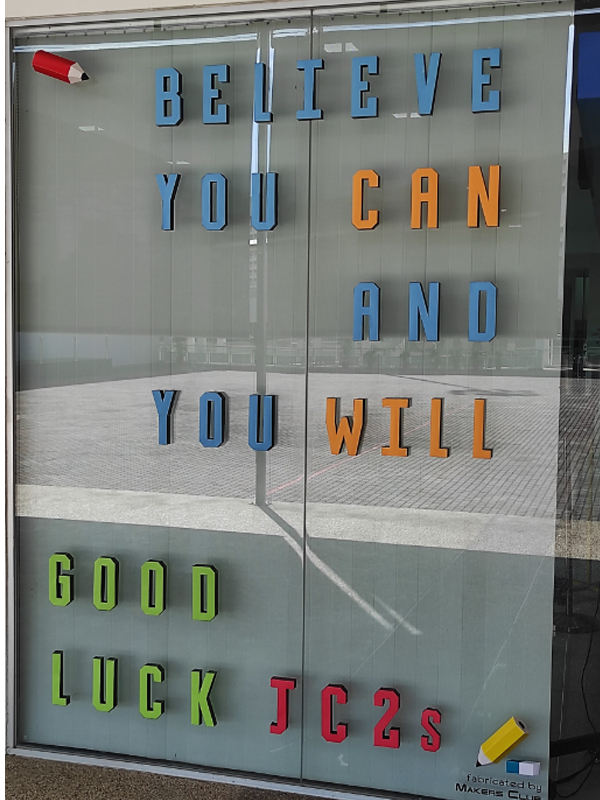 BELIEVE
YOU CAN
AND
YOU WILL
GOOD
LUCK JC2s
fabricated by
MAKERS CLUB